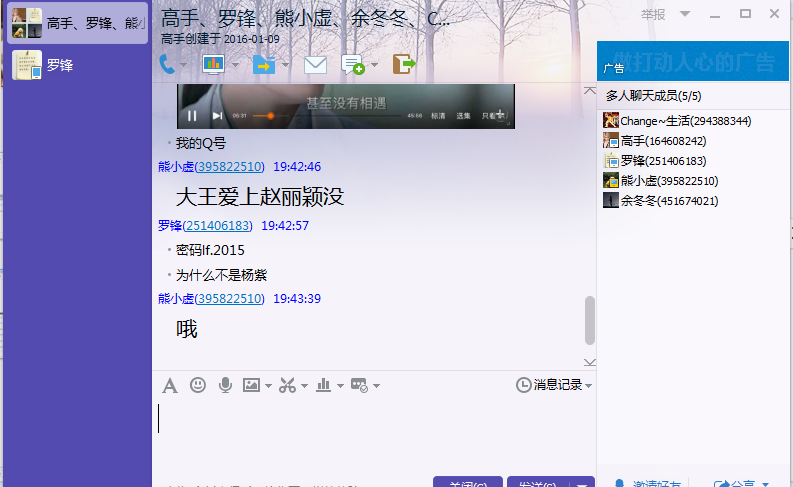 高手、罗锋、熊小
罗锋
高手、罗锋、熊小虚、余冬冬、C...
高手创建于 2016-01-09
举报
广告
做打动人心的广告
多人聊天成员(5/5)
Change~生活(294388344)
高手(164608242)
罗锋(251406183)
熊小虚(395822510)
余冬冬(451674021)
甚至没有相遇
标清 选集 只看
• 我的Q号
熊小虚(395822510) 19:42:46
大王爱上赵丽颖没
罗锋(251406183) 19:42:57
• 密码lf.2015
• 为什么不是杨紫
熊小虚(395822510) 19:43:39
哦
消息记录
关闭(C)
发送(S)
邀请好友
分享